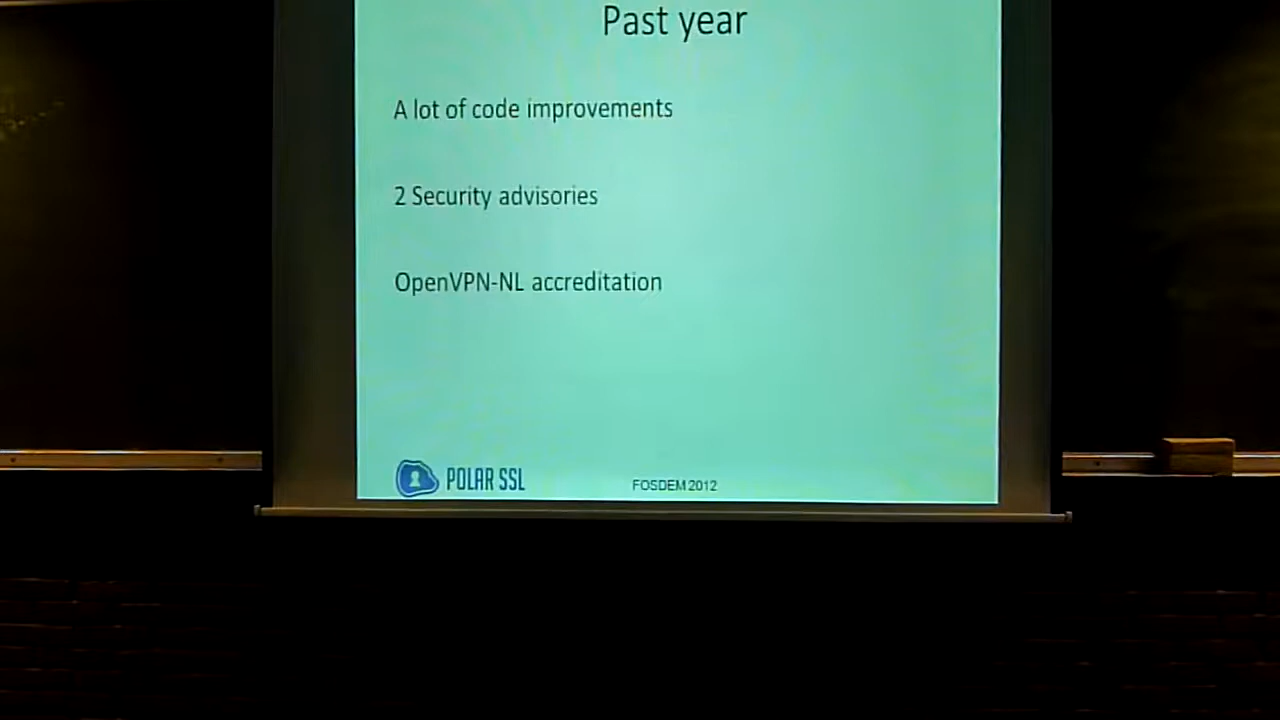 Past year
A lot of code improvements
2 Security advisories
OpenVPN-NL accreditation
POLAR SSL
FOSDEM 2012